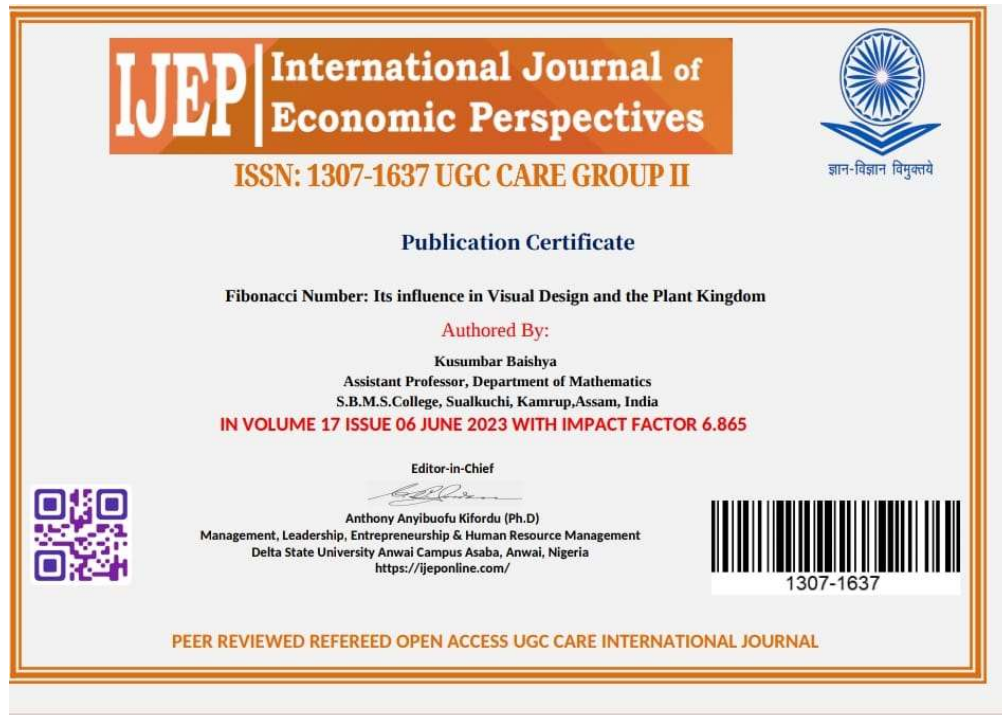 IJEP International Journal of
Economic Perspectives
ज्ञान-विज्ञान विमुक्तये
ISSN: 1307-1637 UGC CARE GROUP II
Publication Certificate
Fibonacci Number: Its influence in Visual Design and the Plant Kingdom
Authored By:
Kusumbar Baishya
Assistant Professor, Department of Mathematics
S.B.M.S.College, Sualkuchi, Kamrup,Assam, India
IN VOLUME 17 ISSUE 06 JUNE 2023 WITH IMPACT FACTOR 6.865
Editor-in-Chief
Anthony Anyibuofu Kifordu (Ph.D)
Management, Leadership, Entrepreneurship & Human Resource Management
Delta State University Anwai Campus Asaba, Anwai, Nigeria
https://ijeponline.com/
1307-1637
PEER REVIEWED REFEREED OPEN ACCESS UGC CARE INTERNATIONAL JOURNAL